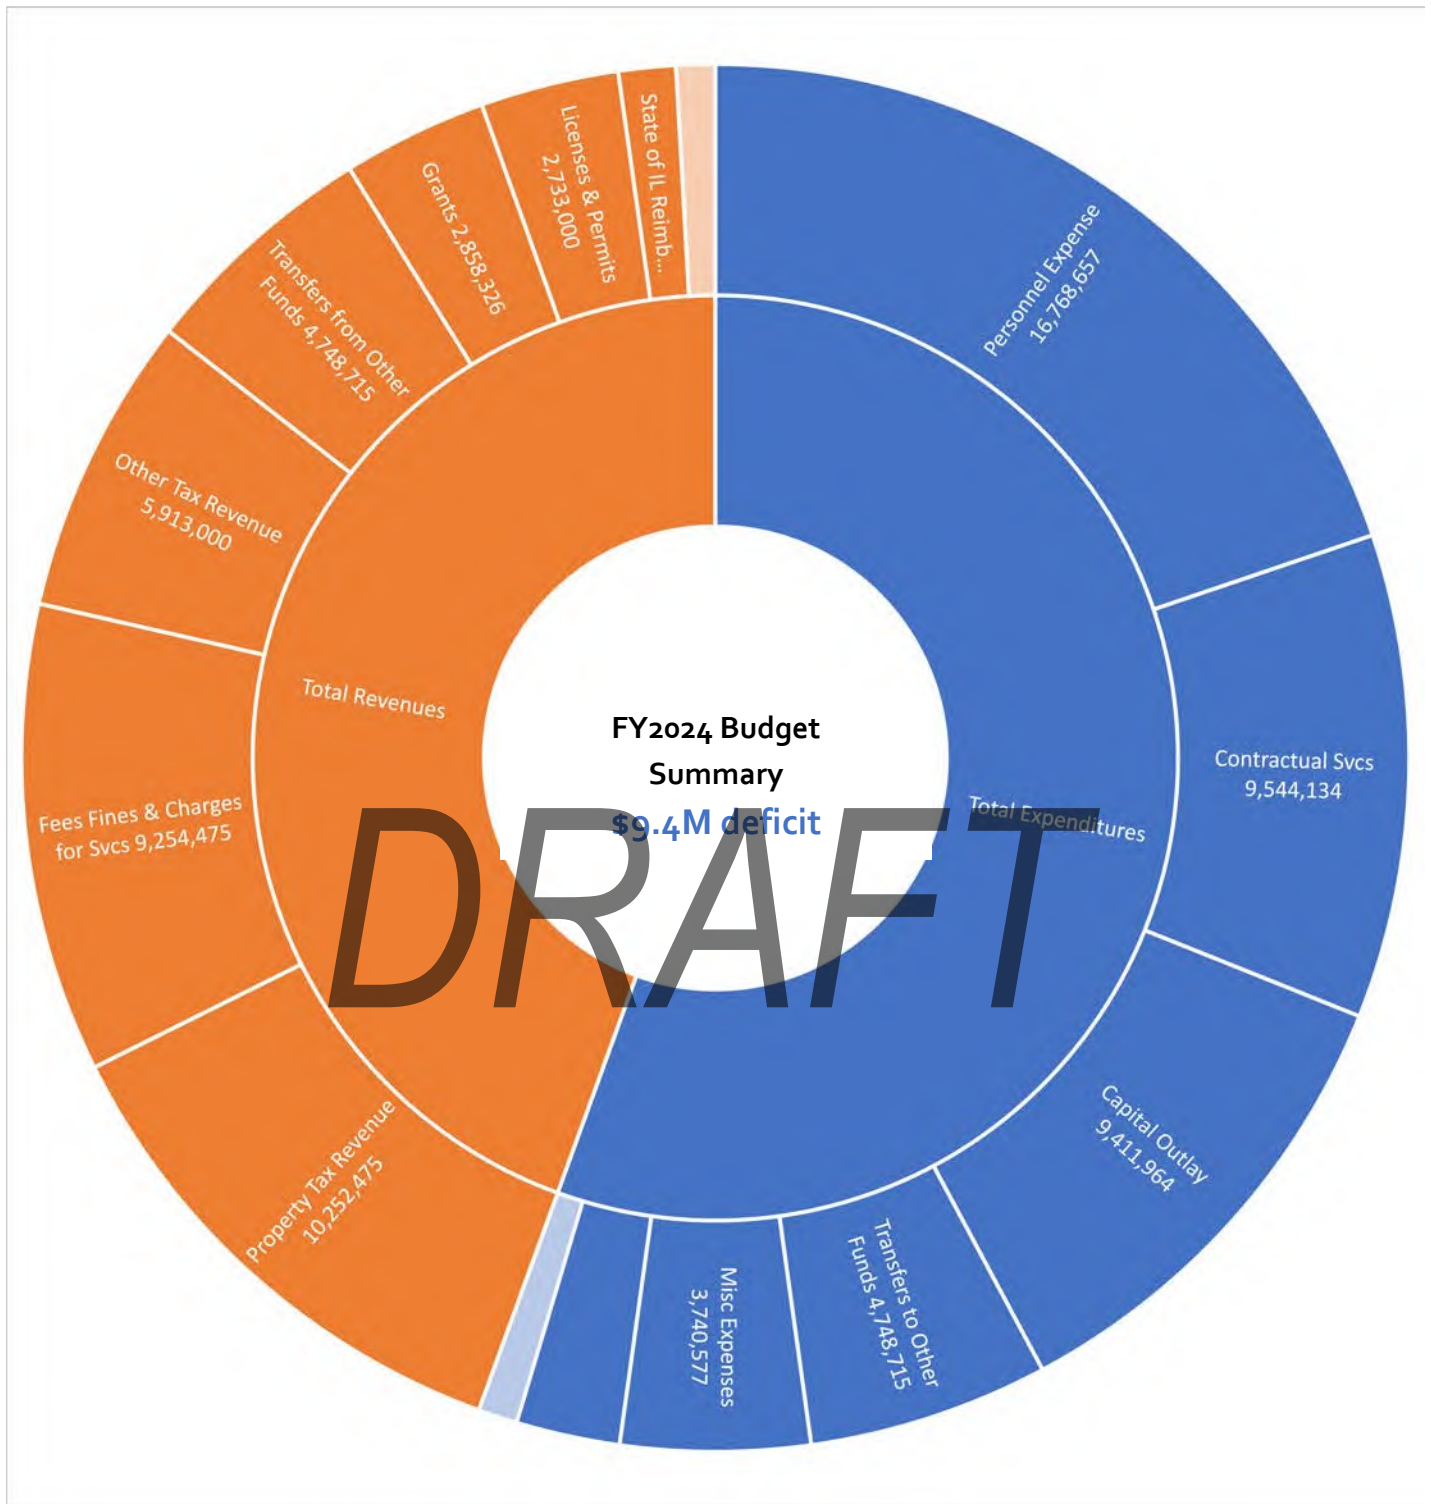 State of IL Reimb...
Licenses & Permits
2,733,000
Grants 2,858,326
Transfers from Other
Funds 4,748,715
Other Tax Revenue
5,913,000
Fees Fines & Charges
for Svcs 9,254,475
Property Tax Revenue
10,252,475
Total Revenues
FY2024 Budget
Summary
$9.4M deficit
DRAFT
Total Expenditures
Personnel Expense
16,768,657
Contractual Svcs
9,544,134
Capital Outlay
9,411,964
Transfers to Other
Funds 4,748,715
Misc Expenses
3,740,577